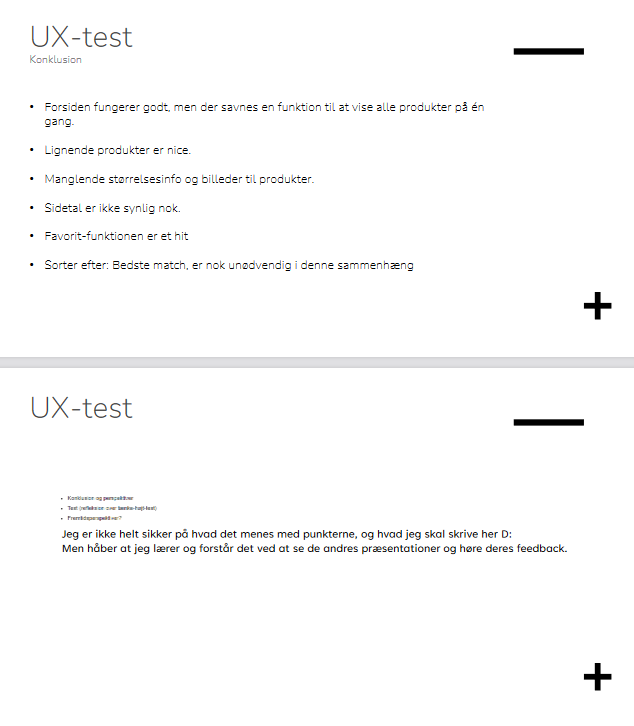 UX-test
Konklusion
• Forsiden fungerer godt, men der savnes en funktion til at vise alle produkter på én
gang.
• Lignende produkter er nice.
• Manglende størrelsesinfo og billeder til produkter.
• Sidetal er ikke synlig nok.
• Favorit-funktionen er et hit
• Sorter efter: Bedste match, er nok unødvendig i denne sammenhæng
UX-test
• Konklusion og perspektiver
• Test (refleksion over tænke-højt-test)
• Fremtidsperspektiver?
Jeg er ikke helt sikker på hvad det menes med punkterne, og hvad jeg skal skrive her D:
Men håber at jeg lærer og forstår det ved at se de andres præsentationer og høre deres feedback.